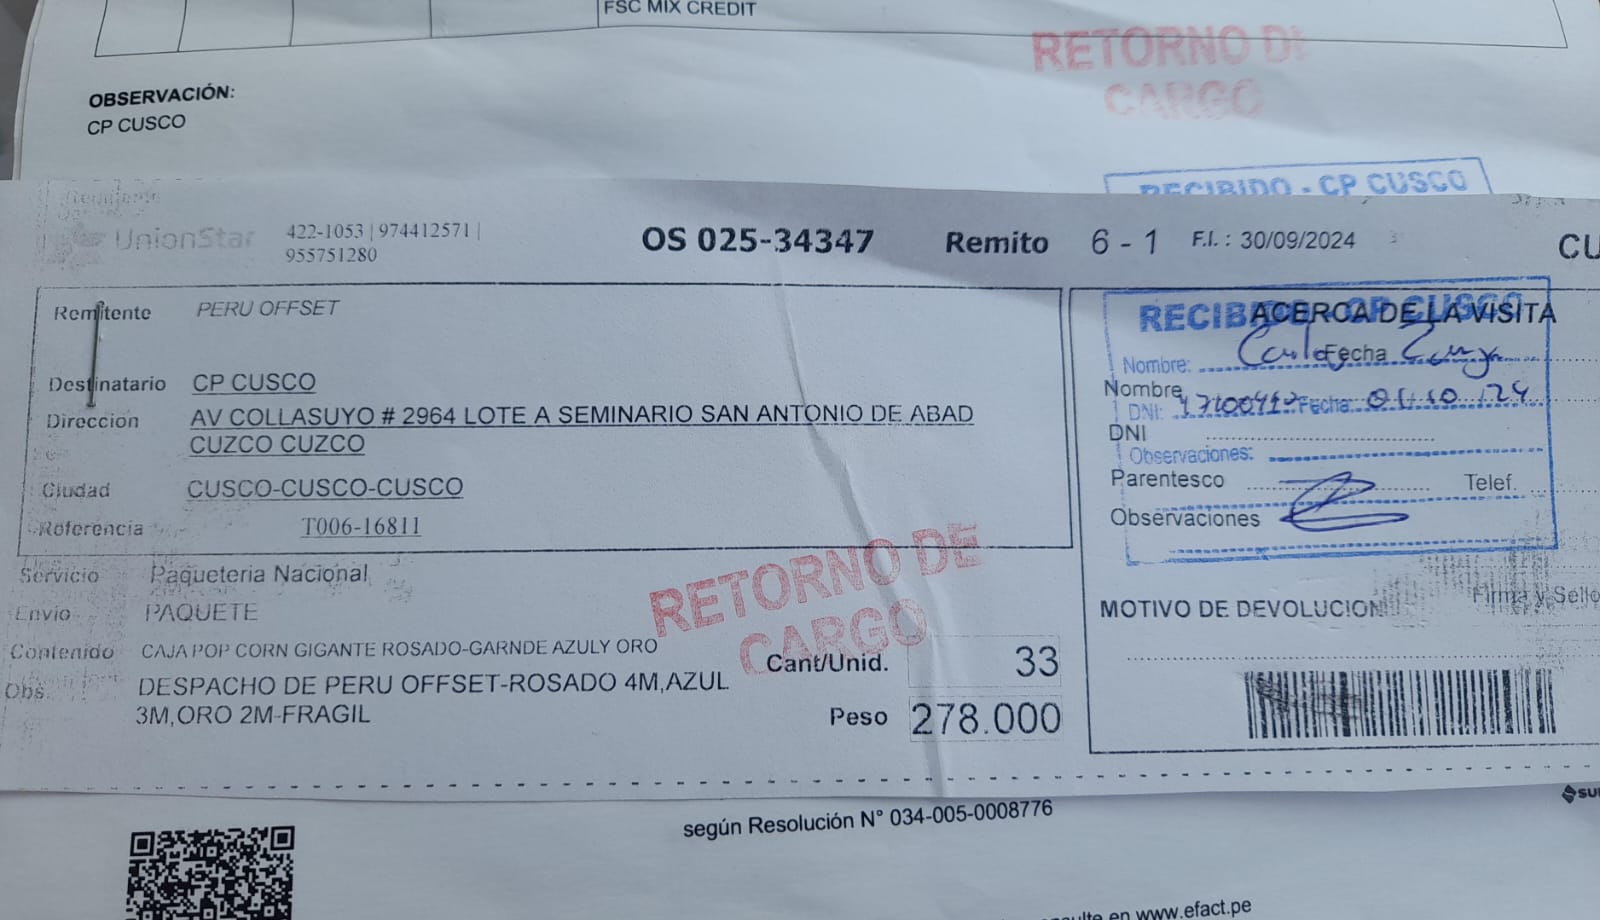 FSC MIX CREDIT
RETORNO DE
CARGO
OBSERVACIÓN:
CP CUSCO
RECIBIDO - CP CUSCO
UnionStar
422-1053 | 974412571 |
955751280
OS 025-34347 Remito 6 - 1 F.I. : 30/09/2024
CU
Remitente PERU OFFSET
Destinatario CP CUSCO
Direccion AV COLLASUYO # 2964 LOTE A SEMINARIO SAN ANTONIO DE ABAD
CUZCO CUZCO
Ciudad CUSCO-CUSCO-CUSCO
Referencia T006-16811
Servicio Paqueteria Nacional
Envio PAQUETE
Contenido CAJA POP CORN GIGANTE ROSADO-GARNDE AZULY ORO
Obs. DESPACHO DE PERU OFFSET-ROSADO 4M,AZUL
3M,ORO 2M-FRAGIL
RETORNO DE
CARGO
Cant/Unid. 33
Peso 278.000
RECIBIDO - CP CUSCO
ACERCA DE LA VISITA
Nombre:
Fecha
Nombre
DNI: Fecha:
DNI
Observaciones:
Parentesco Telef.
Observaciones
MOTIVO DE DEVOLUCION
Firma y Sello
según Resolución N° 034-005-0008776
en www.efact.pe